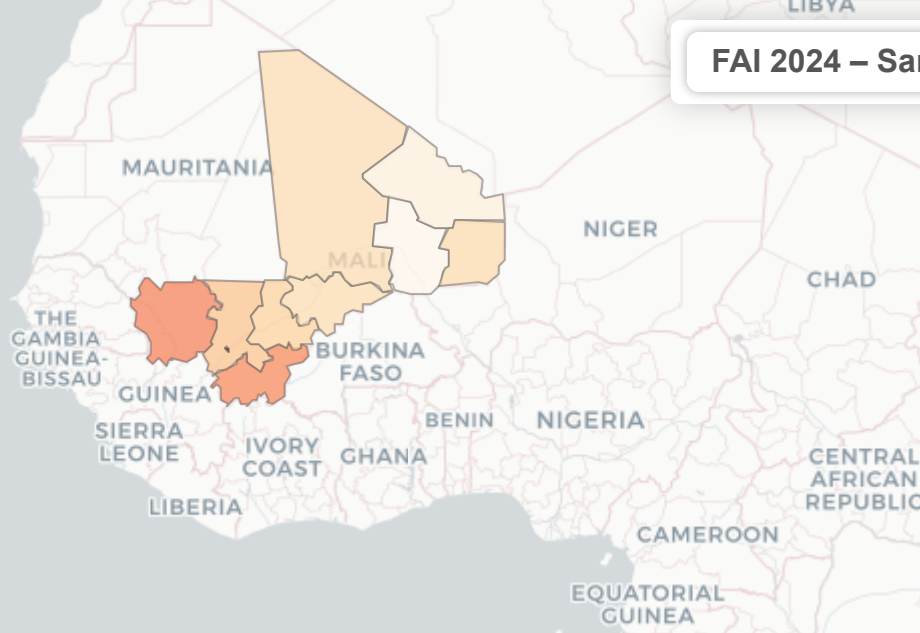 LIBYA
FAI 2024 – Sa
MAURITANIA
NIGER
MALI
CHAD
THE
GAMBIA
GUINEA-
BISSAU
BURKINA
FASO
GUINEA
BENIN
NIGERIA
SIERRA
LEONE
IVORY
COAST
GHANA
CENTRAL
AFRICAN
REPUBLIC
LIBERIA
CAMEROON
EQUATORIAL
GUINEA